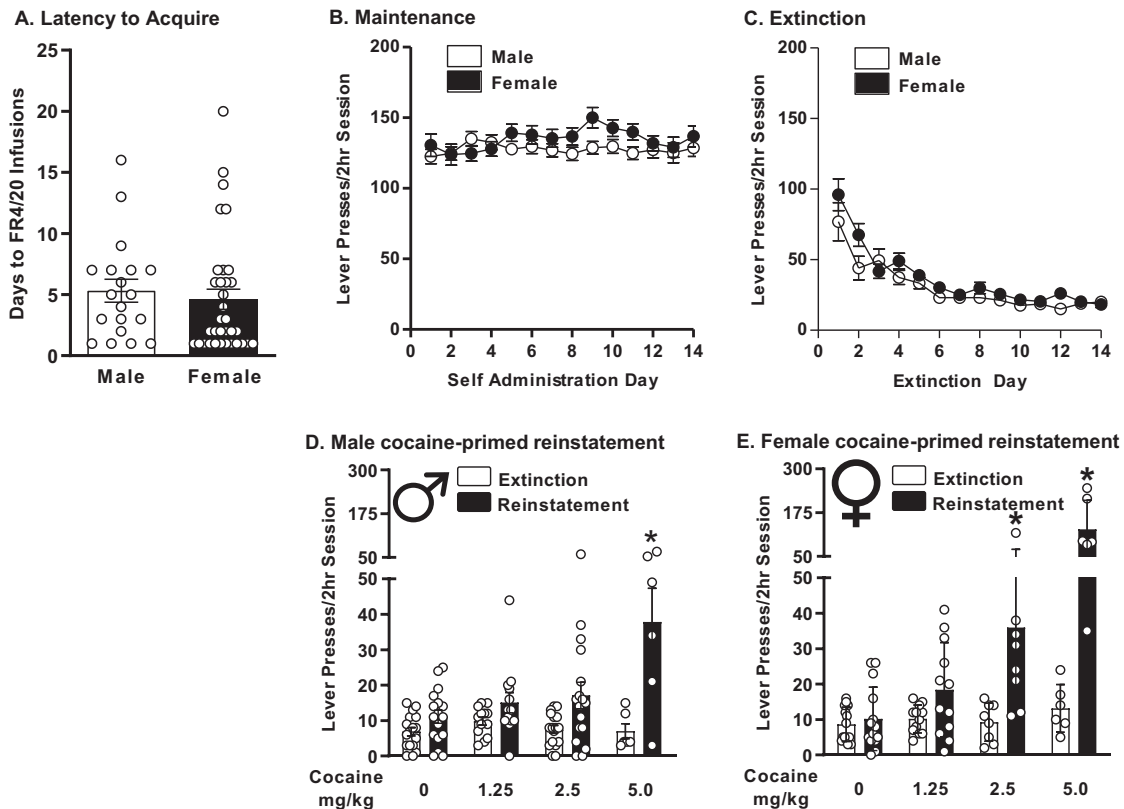 A. Latency to Acquire
Days to FR4/20 Infusions
25
20
15
10
5
0
Male Female
B. Maintenance
Lever Presses/2hr Session
200
150
100
50
0
Male
Female
0 2 4 6 8 10 12 14
Self Administration Day
C. Extinction
Lever Presses/2hr Session
200
150
100
50
0
Male
Female
0 2 4 6 8 10 12 14
Extinction Day
D. Male cocaine-primed reinstatement
Lever Presses/2hr Session
300
175
50
50
40
30
20
10
0
Extinction
Reinstatement
*
Cocaine
mg/kg
0 1.25 2.5 5.0
E. Female cocaine-primed reinstatement
Lever Presses/2hr Session
300
175
50
50
40
30
20
10
0
Extinction
Reinstatement
* *
Cocaine
mg/kg
0 1.25 2.5 5.0